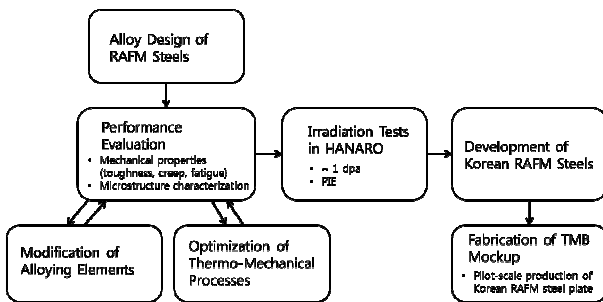 Alloy Design of
RAFM Steels
Performance
Evaluation
• Mechanical properties
(toughness, creep, fatigue)
• Microstructure characterization
Irradiation Tests
in HANARO
• ~ 1 dpa
• PIE
Development of
Korean RAFM Steels
Modification of
Alloying Elements
Optimization of
Thermo-Mechanical
Processes
Fabrication of TMB
Mockup
• Pilot-scale production of
Korean RAFM steel plate